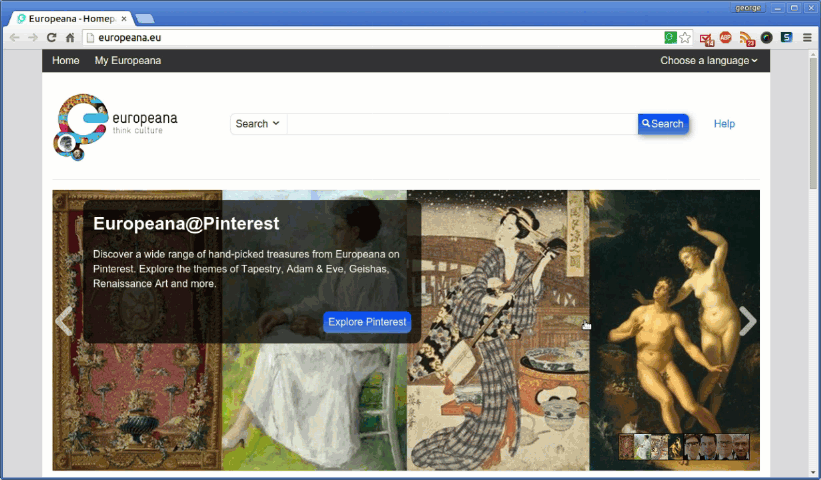 george
Europeana - Homep
europeana.eu
Home My Europeana Choose a language
europeana
think culture
Search Search Help
Europeana@Pinterest
Discover a wide range of hand-picked treasures from Europeana on
Pinterest. Explore the themes of Tapestry, Adam & Eve, Geishas,
Renaissance Art and more.
Explore Pinterest